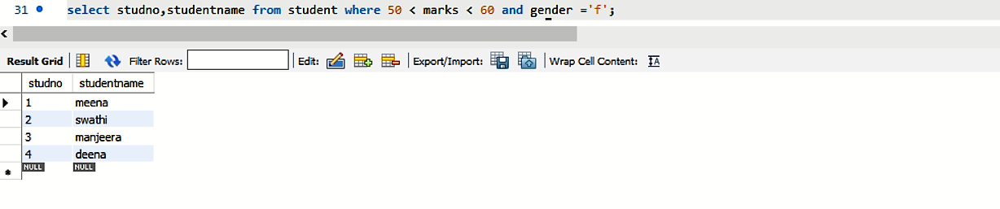 31 select studno,studentname from student where 50 < marks < 60 and gender ='f';
Result Grid Filter Rows: Edit: Export/Import: Wrap Cell Content:
studno studentname
1 meena
2 swathi
3 manjeera
4 deena
NULL NULL